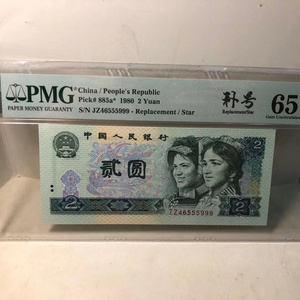 PMG
PAPER MONEY GUARANTY
China / People's Republic
Pick# 885a* 1980 2 Yuan
S/N JZ46555999 - Replacement / Star
补号
Replacement/Star
65
Gem Uncirculated
中国人民银行
贰圆
2
2
JZ46555999